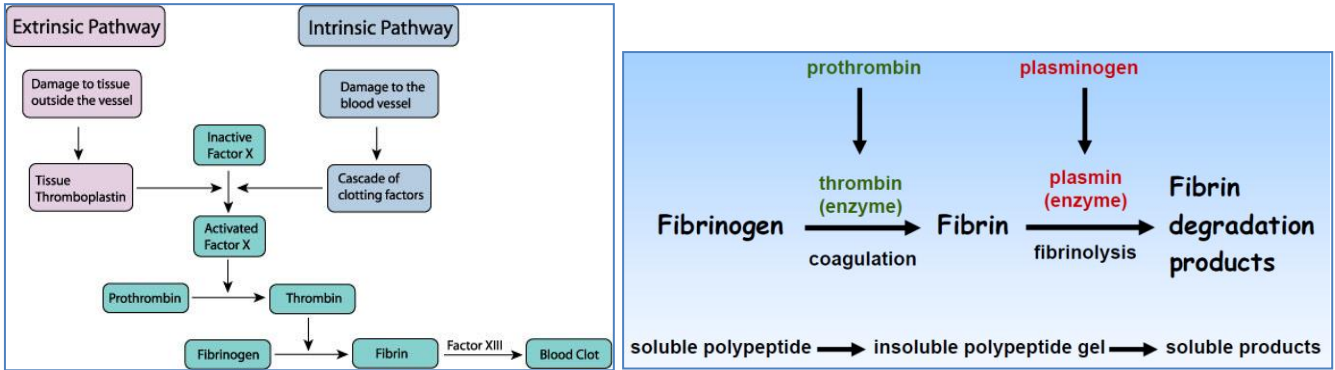 Extrinsic Pathway
Intrinsic Pathway
Damage to tissue
outside the vessel
Damage to the
blood vessel
Inactive
Factor X
Tissue
Thromboplastin
Cascade of
clotting factors
Activated
Factor X
Prothrombin
Thrombin
Fibrinogen
Fibrin
Factor XIII
Blood Clot
prothrombin
plasminogen
thrombin
(enzyme)
plasmin
(enzyme)
Fibrinogen
Fibrin
Fibrin
degradation
products
coagulation
fibrinolysis
soluble polypeptide
insoluble polypeptide gel
soluble products